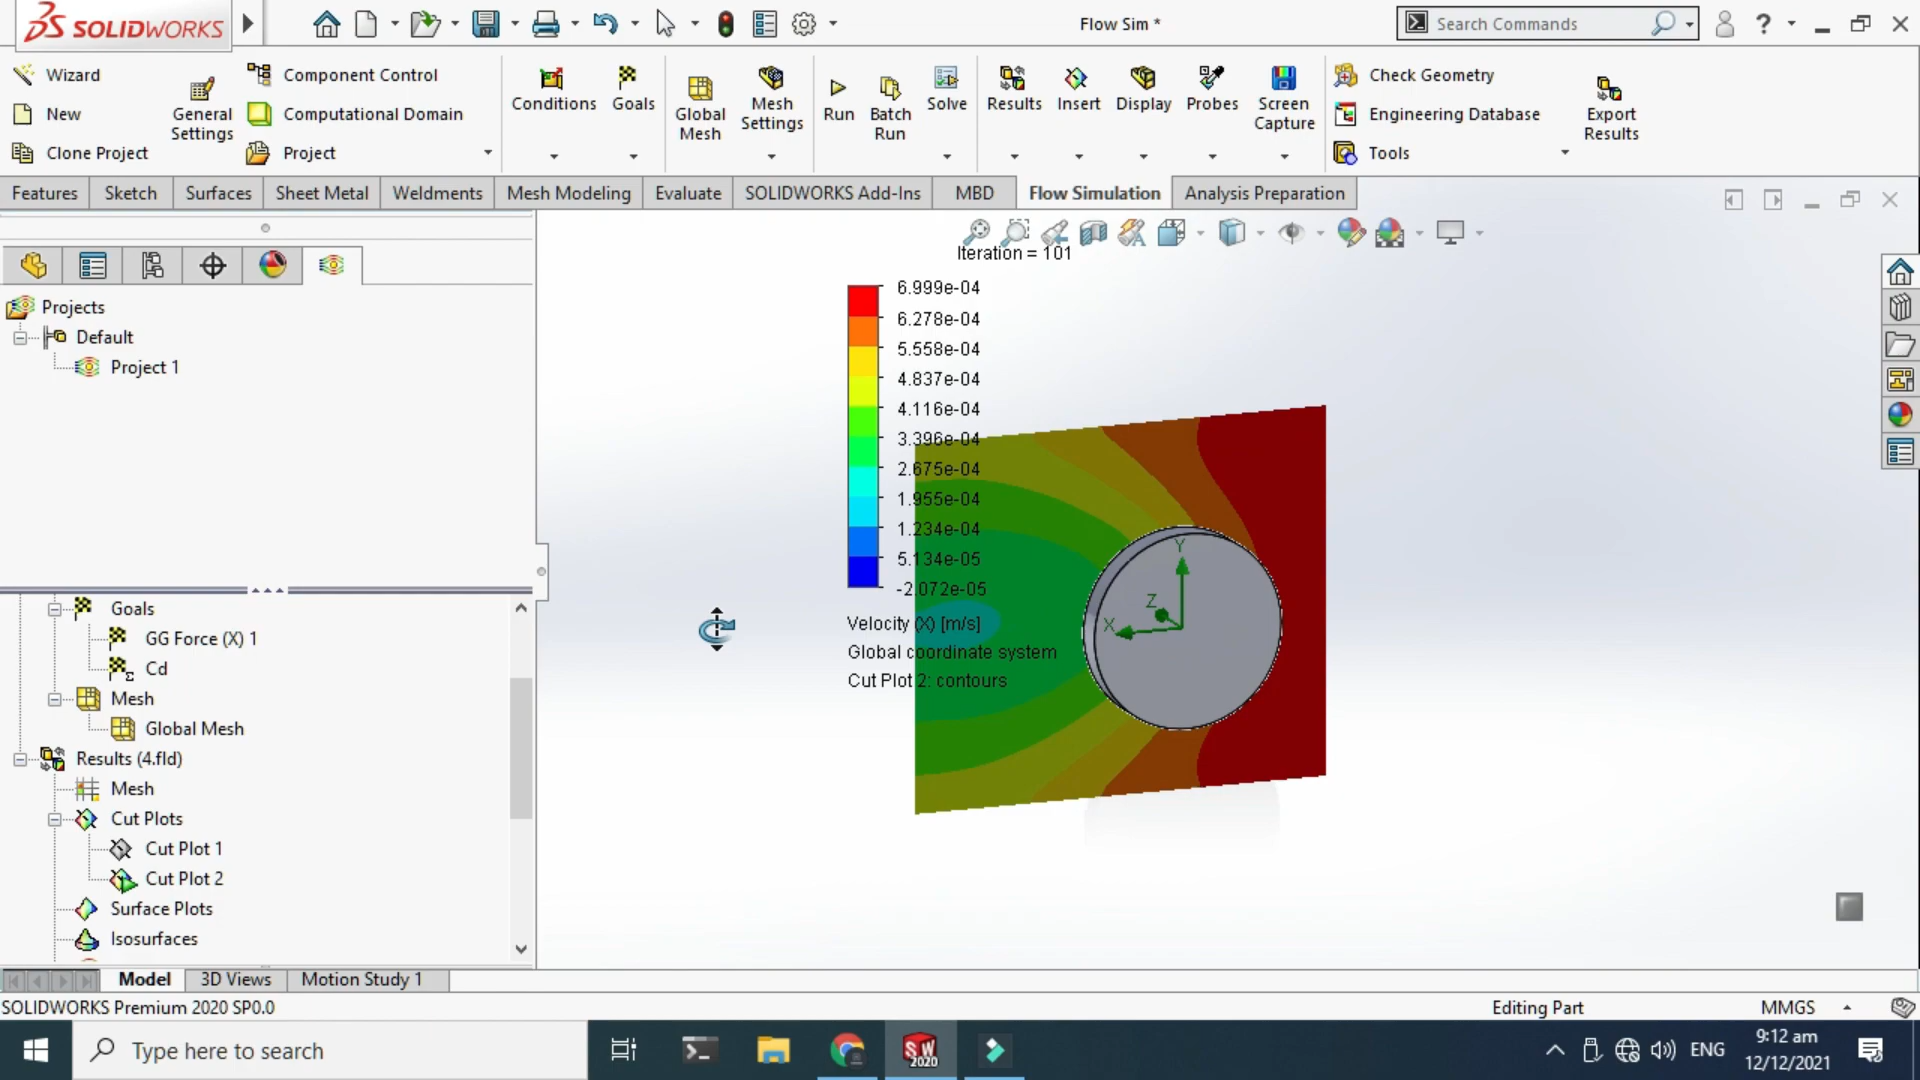 SOLIDWORKS
Flow Sim *
Search Commands
?
Wizard
New
Clone Project
General
Settings
Component Control
Computational Domain
Project
Conditions
Goals
Global
Mesh
Mesh
Settings
Run
Batch
Run
Solve
Results
Insert
Display
Probes
Screen
Capture
Check Geometry
Engineering Database
Tools
Export
Results
Features
Sketch
Surfaces
Sheet Metal
Weldments
Mesh Modeling
Evaluate
SOLIDWORKS Add-Ins
MBD
Flow Simulation
Analysis Preparation
Projects
Default
Project 1
Goals
GG Force (X) 1
Cd
Mesh
Global Mesh
Results (4.fld)
Mesh
Cut Plots
Cut Plot 1
Cut Plot 2
Surface Plots
Isosurfaces
Iteration = 101
6.999e-04
6.278e-04
5.558e-04
4.837e-04
4.116e-04
3.396e-04
2.675e-04
1.955e-04
1.234e-04
5.134e-05
-2.072e-05
Velocity (X) [m/s]
Global coordinate system
Cut Plot 2: contours
Y
Z
X
Model
3D Views
Motion Study 1
SOLIDWORKS Premium 2020 SP0.0
Editing Part
MMGS
Type here to search
SW
2020
ENG
9:12 am
12/12/2021